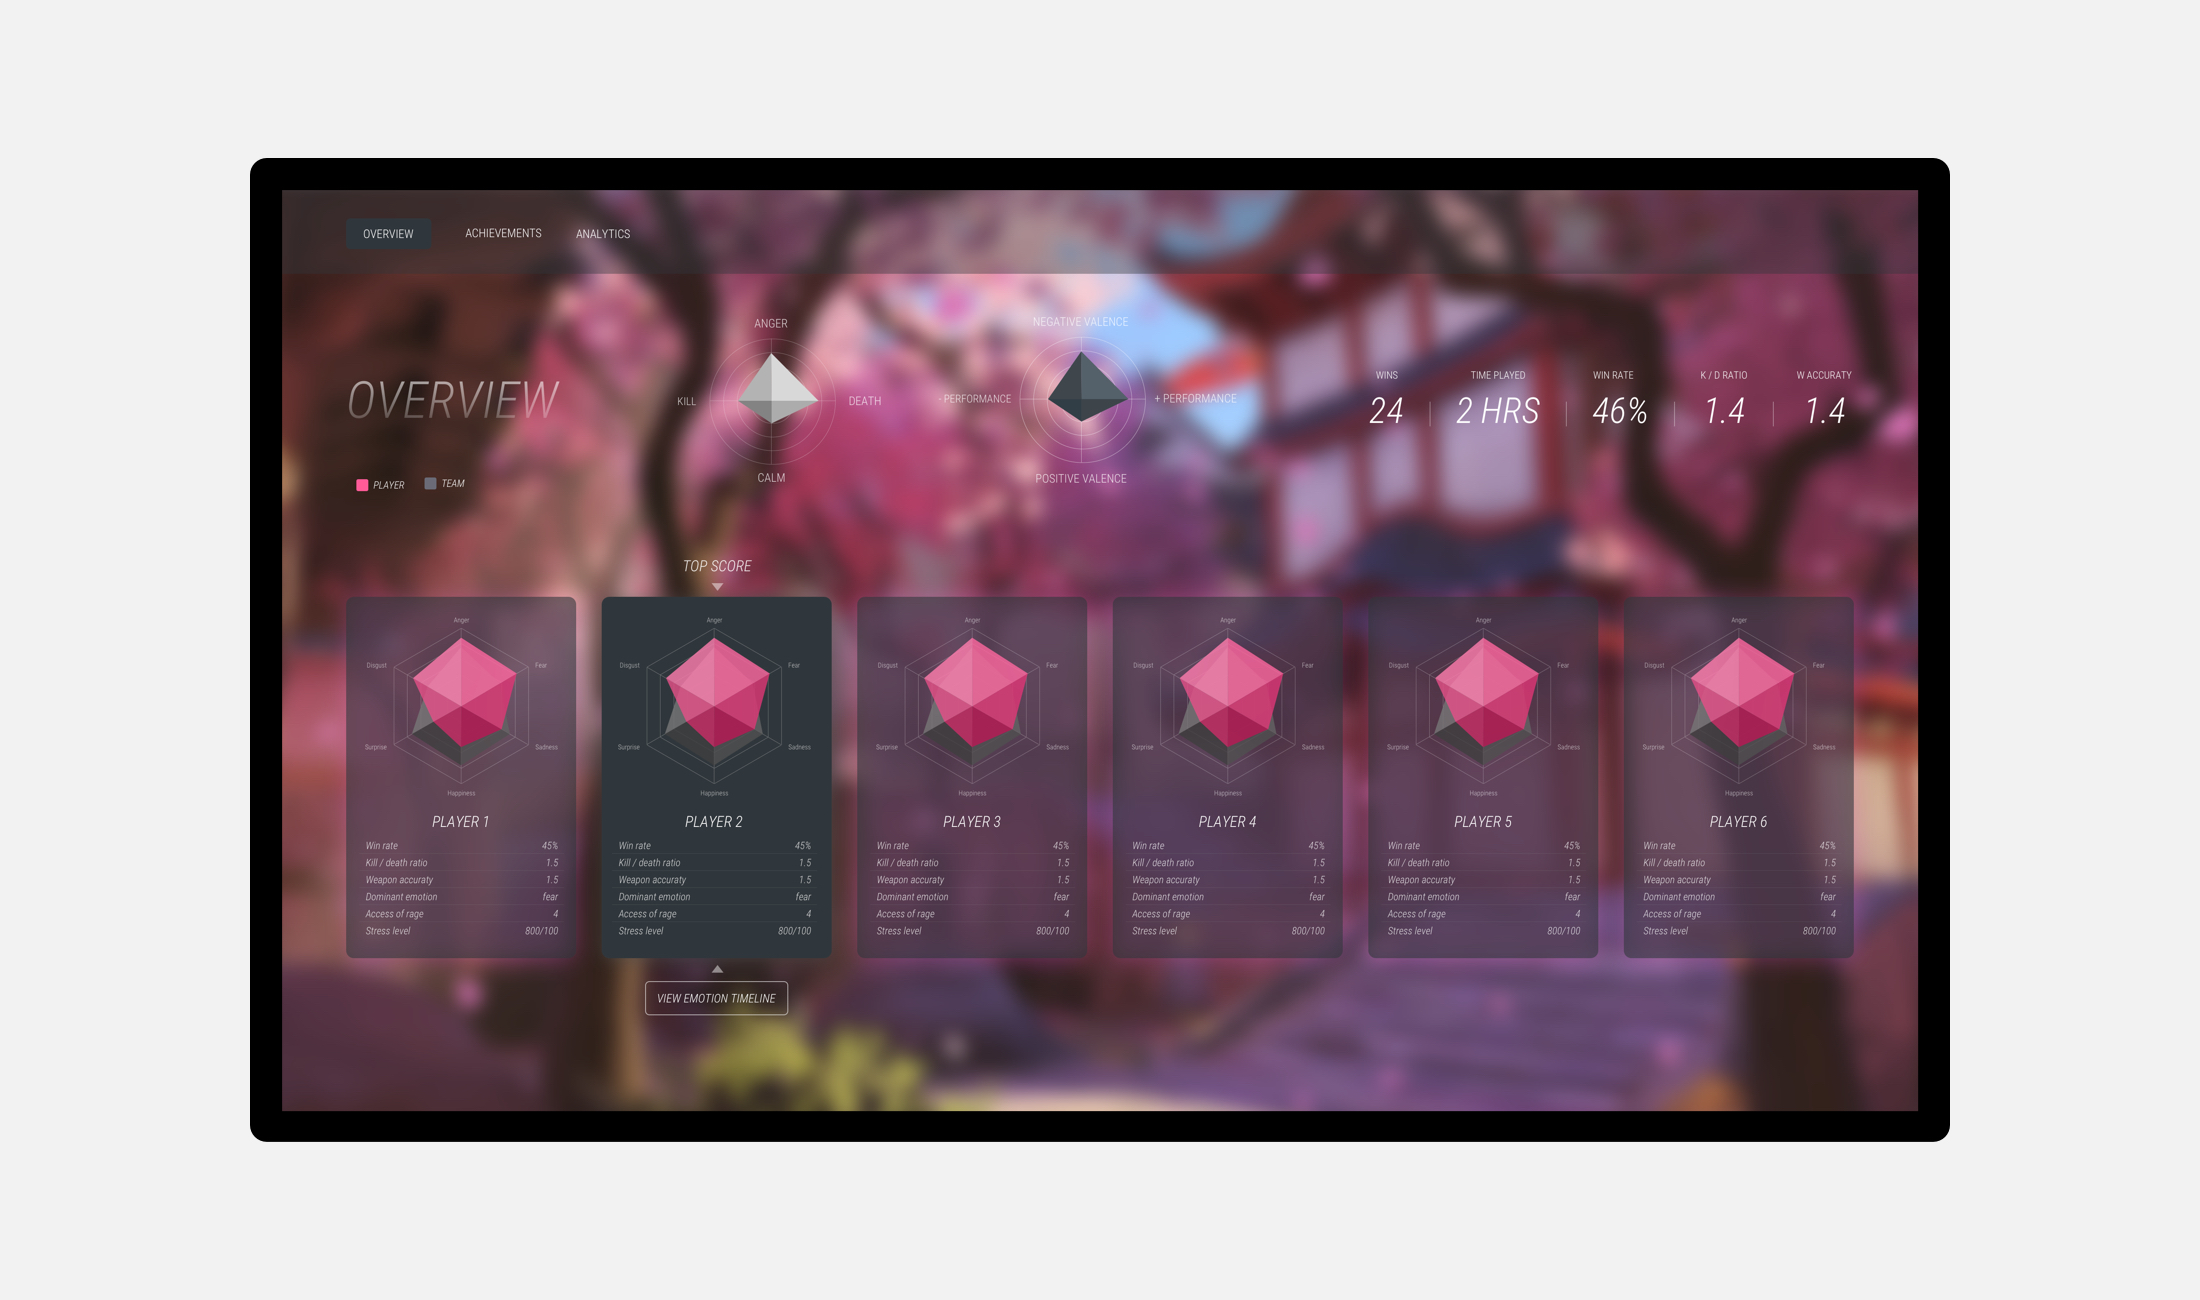 OVERVIEW
ACHIEVEMENTS
ANALYTICS
OVERVIEW
PLAYER
TEAM
ANGER
KILL
DEATH
CALM
NEGATIVE VALENCE
- PERFORMANCE
+ PERFORMANCE
POSITIVE VALENCE
WINS
24
TIME PLAYED
2 HRS
WIN RATE
46%
K / D RATIO
1.4
W ACCURATY
1.4
TOP SCORE
Anger
Disgust
Fear
Surprise
Sadness
Happiness
PLAYER 1
Win rate 45%
Kill / death ratio 1.5
Weapon accuraty 1.5
Dominant emotion fear
Access of rage 4
Stress level 800/100
Anger
Disgust
Fear
Surprise
Sadness
Happiness
PLAYER 2
Win rate 45%
Kill / death ratio 1.5
Weapon accuraty 1.5
Dominant emotion fear
Access of rage 4
Stress level 800/100
Anger
Disgust
Fear
Surprise
Sadness
Happiness
PLAYER 3
Win rate 45%
Kill / death ratio 1.5
Weapon accuraty 1.5
Dominant emotion fear
Access of rage 4
Stress level 800/100
Anger
Disgust
Fear
Surprise
Sadness
Happiness
PLAYER 4
Win rate 45%
Kill / death ratio 1.5
Weapon accuraty 1.5
Dominant emotion fear
Access of rage 4
Stress level 800/100
Anger
Disgust
Fear
Surprise
Sadness
Happiness
PLAYER 5
Win rate 45%
Kill / death ratio 1.5
Weapon accuraty 1.5
Dominant emotion fear
Access of rage 4
Stress level 800/100
Anger
Disgust
Fear
Surprise
Sadness
Happiness
PLAYER 6
Win rate 45%
Kill / death ratio 1.5
Weapon accuraty 1.5
Dominant emotion fear
Access of rage 4
Stress level 800/100
VIEW EMOTION TIMELINE